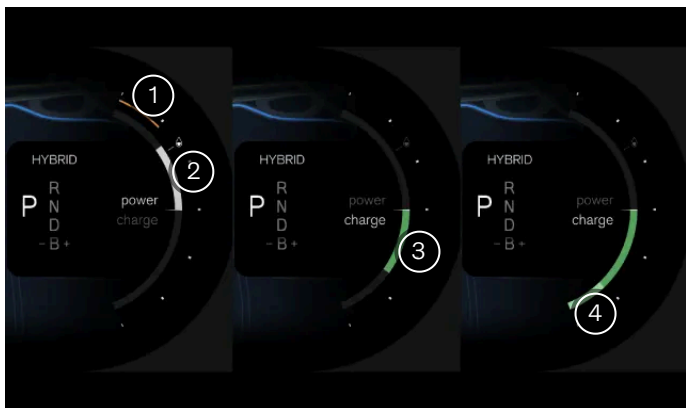 1
2
HYBRID
P
R
N
D
- B +
power
charge
HYBRID
P
R
N
D
- B +
power
charge
3
HYBRID
P
R
N
D
- B +
power
charge
4